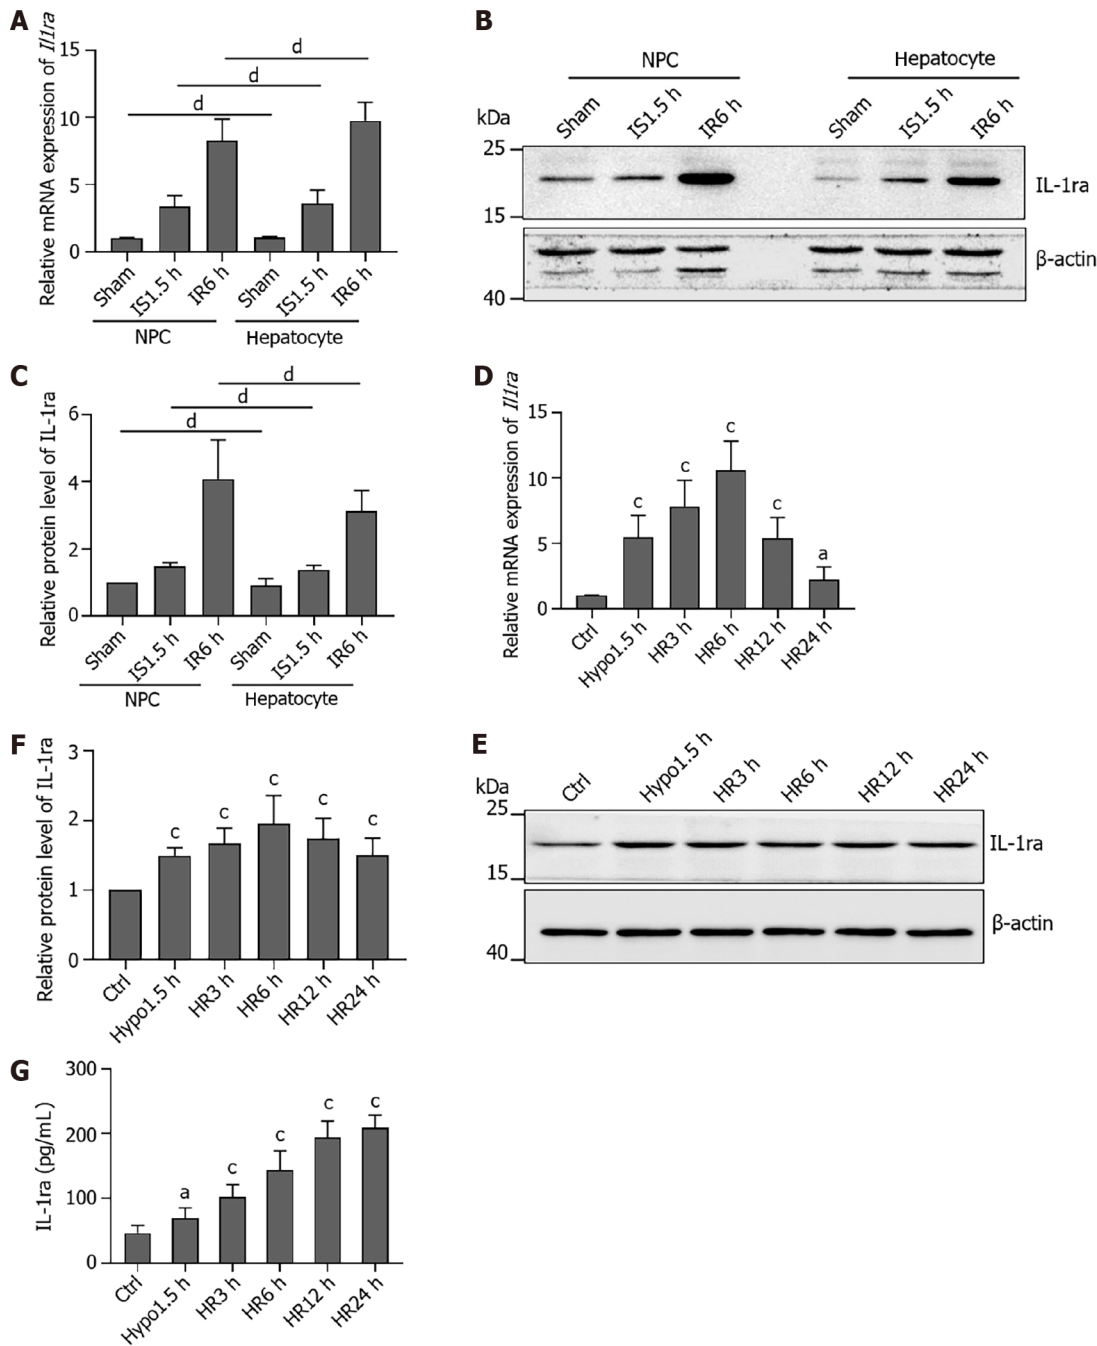 A
Relative mRNA expression of Il1ra
15
10
5
0
d
d
d
Sham
IS1.5 h
IR6 h
Sham
IS1.5 h
IR6 h
NPC
Hepatocyte
B
NPC
Hepatocyte
kDa
Sham
IS1.5 h
IR6 h
Sham
IS1.5 h
IR6 h
25
IL-1ra
15
β-actin
40
C
Relative protein level of IL-1ra
6
4
2
0
d
d
d
Sham
IS1.5 h
IR6 h
Sham
IS1.5 h
IR6 h
NPC
Hepatocyte
D
Relative mRNA expression of Il1ra
15
10
5
0
c
c
c
c
a
Ctrl
Hypo1.5 h
HR3 h
HR6 h
HR12 h
HR24 h
F
Relative protein level of IL-1ra
3
2
1
0
c
c
c
c
c
Ctrl
Hypo1.5 h
HR3 h
HR6 h
HR12 h
HR24 h
E
kDa
Ctrl
Hypo1.5 h
HR3 h
HR6 h
HR12 h
HR24 h
25
IL-1ra
15
β-actin
40
G
IL-1ra (pg/mL)
300
200
100
0
a
c
c
c
c
Ctrl
Hypo1.5 h
HR3 h
HR6 h
HR12 h
HR24 h